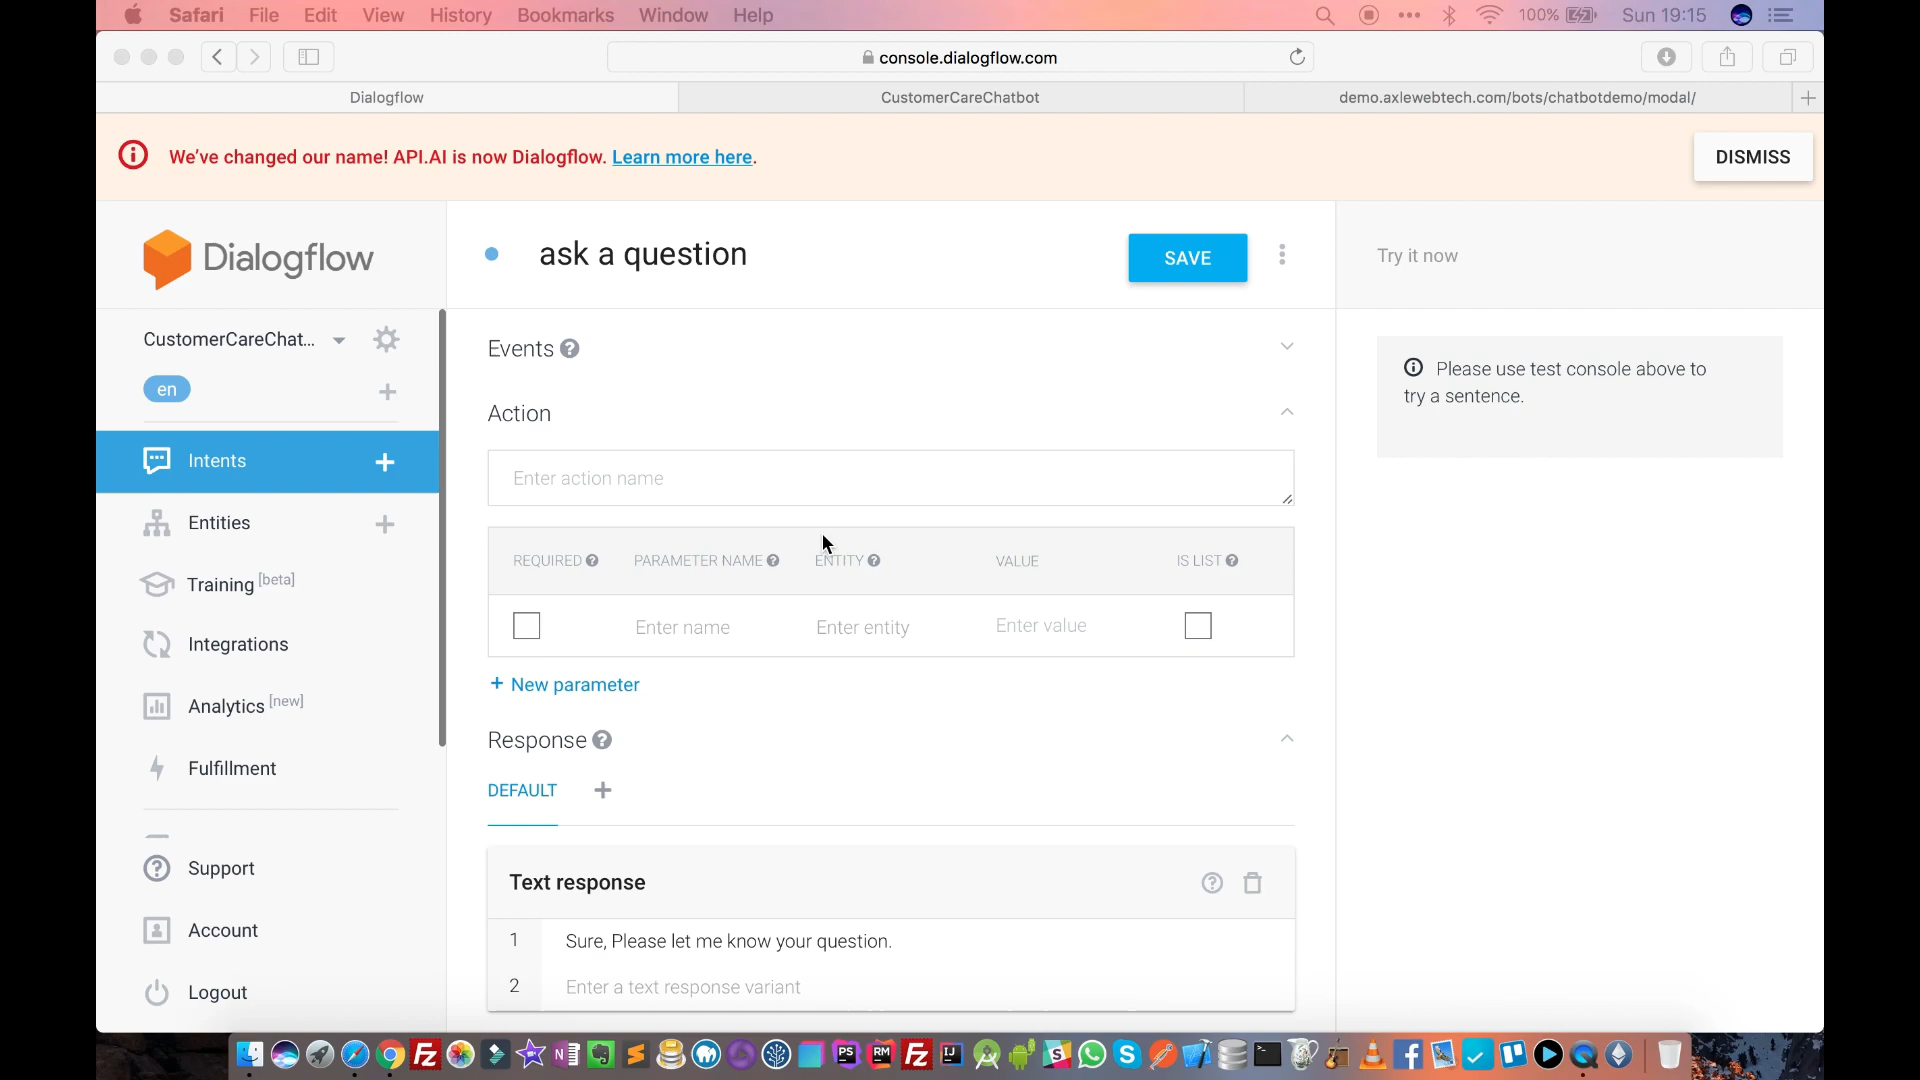 Safari File Edit View History Bookmarks Window Help 100% Sun 19:15
console.dialogflow.com
Dialogflow CustomerCareChatbot demo.axlewebtech.com/bots/chatbotdemo/modal/
We've changed our name! API.AI is now Dialogflow. Learn more here.
DISMISS
Dialogflow
ask a question
SAVE
Try it now
CustomerCareChat...
en
Intents
Entities
Training [beta]
Integrations
Analytics [new]
Fulfillment
Support
Account
Logout
Events
Action
Enter action name
REQUIRED PARAMETER NAME ENTITY VALUE IS LIST
Enter name Enter entity Enter value
+ New parameter
Response
DEFAULT
Text response
1 Sure, Please let me know your question.
2 Enter a text response variant
Please use test console above to
try a sentence.